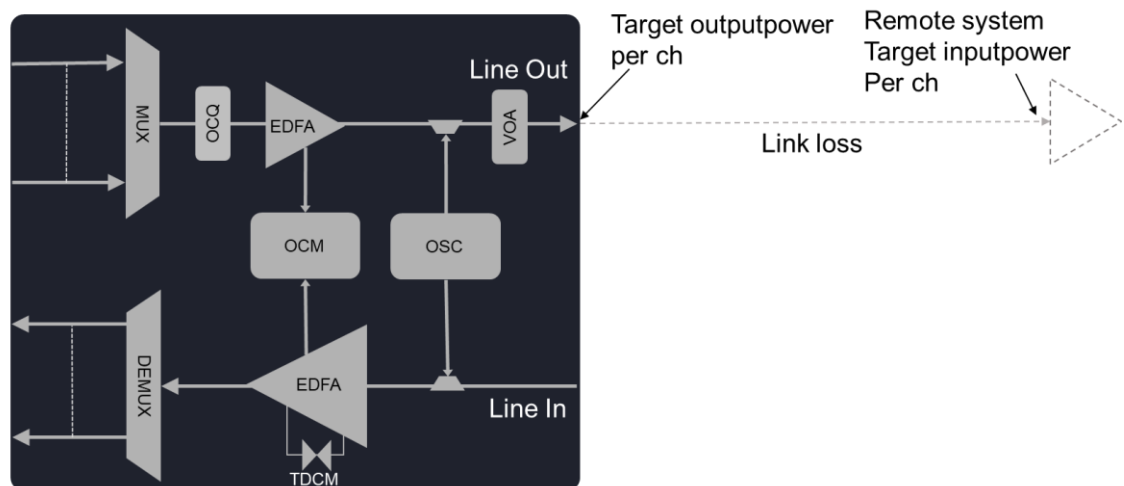 Target outputpower
per ch
Remote system
Target inputpower
Per ch
Line Out
MUX
OCQ
EDFA
VOA
Link loss
OCM
OSC
DEMUX
EDFA
Line In
TDCM